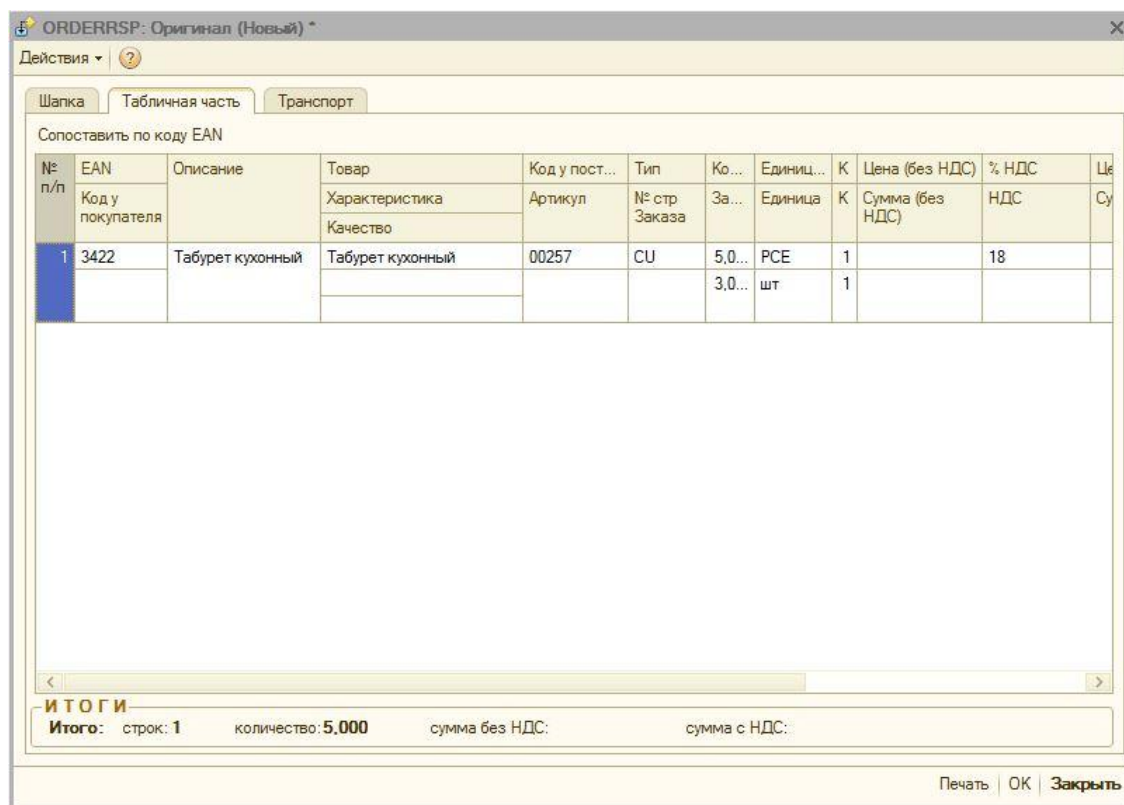 ORDERRSP: Оригинал (Новый) *
Действия
Шапка Табличная часть Транспорт
Сопоставить по коду EAN
№ п/п EAN Описание Товар Код у пост... Тип Ко... Единиц... К Цена (без НДС) % НДС Це
Код у покупателя Характеристика Артикул № стр Заказа За... Единица К Сумма (без НДС) НДС Су
Качество
1 3422 Табурет кухонный Табурет кухонный 00257 CU 5,0... PCE 1 18
3,0... шт 1
ИТОГИ
Итого: строк: 1 количество: 5,000 сумма без НДС: сумма с НДС:
Печать OK Закрыть